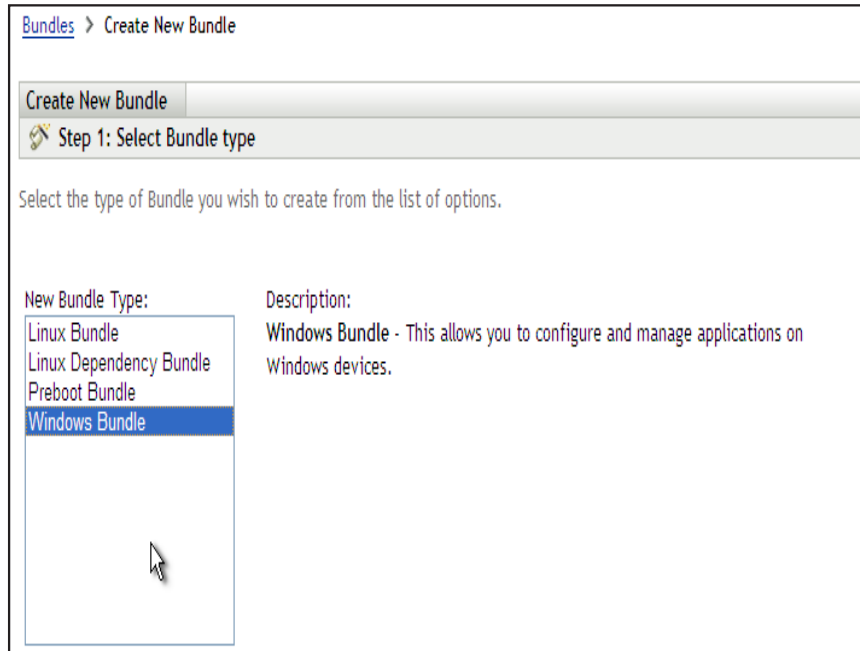 Bundles > Create New Bundle
Create New Bundle
Step 1: Select Bundle type
Select the type of Bundle you wish to create from the list of options.
New Bundle Type:
Linux Bundle
Linux Dependency Bundle
Preboot Bundle
Windows Bundle
Description:
Windows Bundle - This allows you to configure and manage applications on
Windows devices.